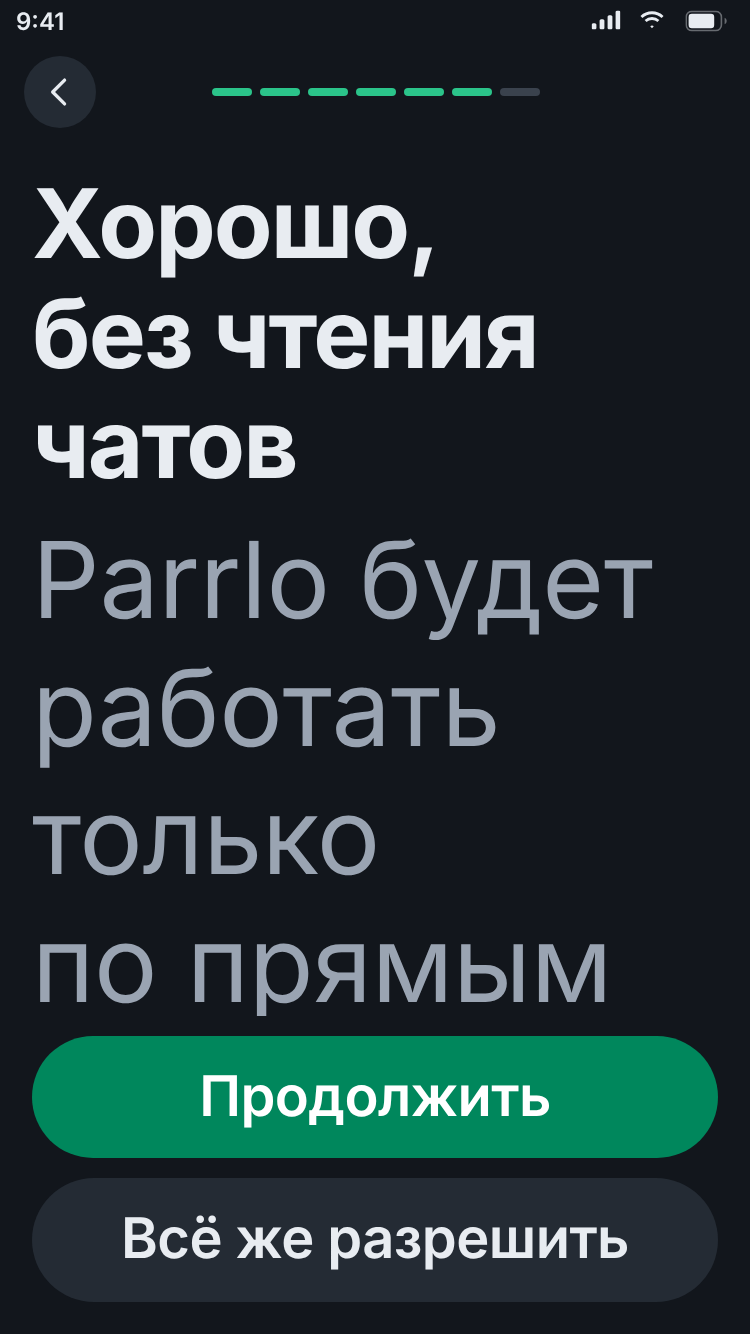 9:41
Хорошо,
без чтения
чатов
Parrlo будет
работать
только
по прямым
Продолжить
Всё же разрешить